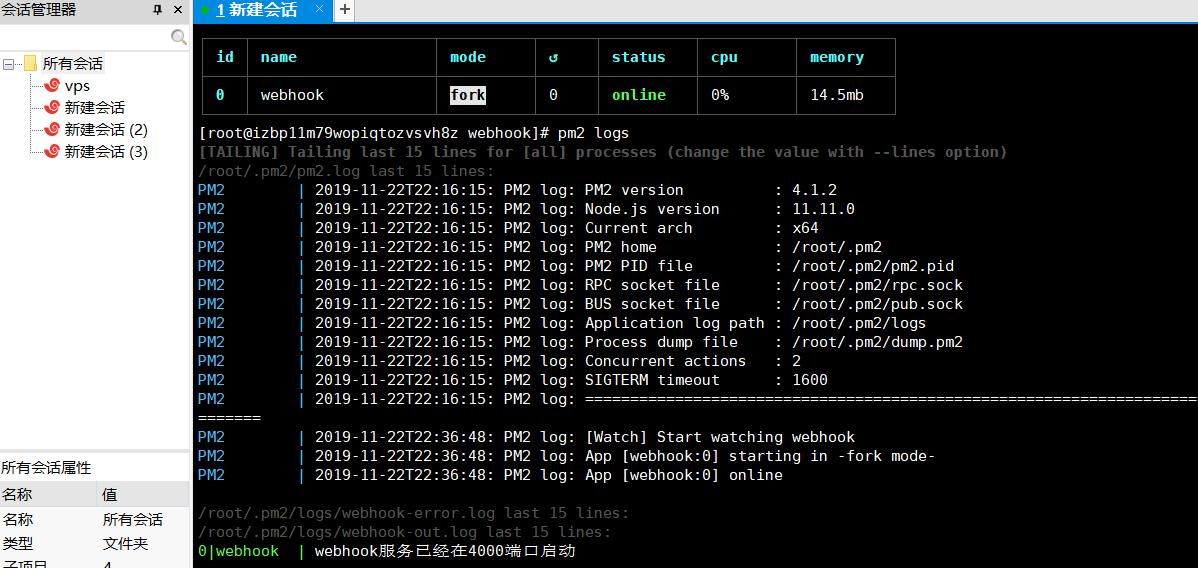 会话管理器
1 新建会话
所有会话
vps
新建会话
新建会话 (2)
新建会话 (3)
所有会话属性
名称 值
名称 所有会话
类型 文件夹
子项目 4
id name mode ↺ status cpu memory
0 webhook fork 0 online 0% 14.5mb
[root@izbp11m79wopiqtozvsvh8z webhook]# pm2 logs
[TAILING] Tailing last 15 lines for [all] processes (change the value with --lines option)
/root/.pm2/pm2.log last 15 lines:
PM2 | 2019-11-22T22:16:15: PM2 log: PM2 version : 4.1.2
PM2 | 2019-11-22T22:16:15: PM2 log: Node.js version : 11.11.0
PM2 | 2019-11-22T22:16:15: PM2 log: Current arch : x64
PM2 | 2019-11-22T22:16:15: PM2 log: PM2 home : /root/.pm2
PM2 | 2019-11-22T22:16:15: PM2 log: PM2 PID file : /root/.pm2/pm2.pid
PM2 | 2019-11-22T22:16:15: PM2 log: RPC socket file : /root/.pm2/rpc.sock
PM2 | 2019-11-22T22:16:15: PM2 log: BUS socket file : /root/.pm2/pub.sock
PM2 | 2019-11-22T22:16:15: PM2 log: Application log path : /root/.pm2/logs
PM2 | 2019-11-22T22:16:15: PM2 log: Process dump file : /root/.pm2/dump.pm2
PM2 | 2019-11-22T22:16:15: PM2 log: Concurrent actions : 2
PM2 | 2019-11-22T22:16:15: PM2 log: SIGTERM timeout : 1600
PM2 | 2019-11-22T22:16:15: PM2 log: ====================================================================
=======
PM2 | 2019-11-22T22:36:48: PM2 log: [Watch] Start watching webhook
PM2 | 2019-11-22T22:36:48: PM2 log: App [webhook:0] starting in -fork mode-
PM2 | 2019-11-22T22:36:48: PM2 log: App [webhook:0] online
/root/.pm2/logs/webhook-error.log last 15 lines:
/root/.pm2/logs/webhook-out.log last 15 lines:
0|webhook | webhook服务已经在4000端口启动